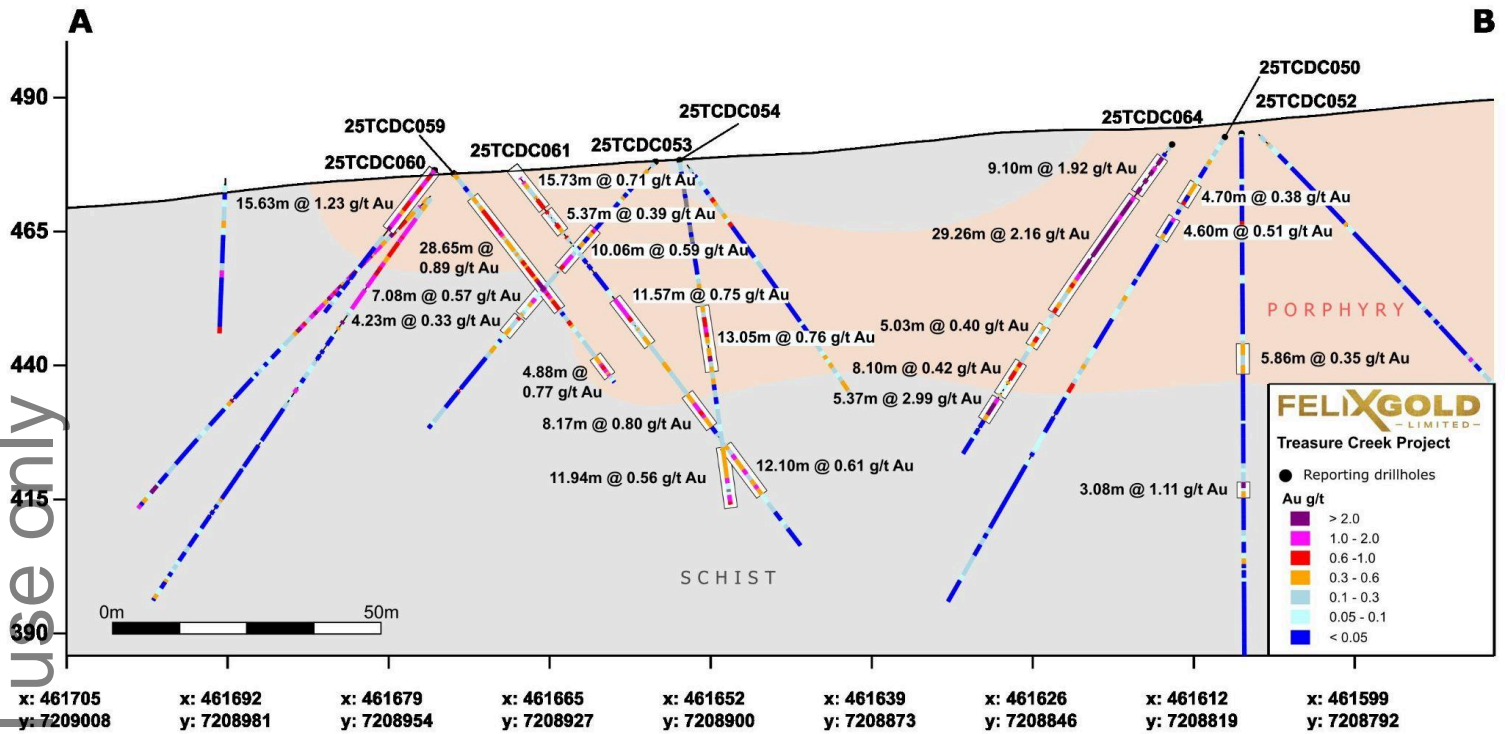 A
B
490
465
440
415
390
25TCDC050
25TCDC052
25TCDC054
25TCDC064
25TCDC059
25TCDC053
25TCDC061
25TCDC060
9.10m @ 1.92 g/t Au
15.73m @ 0.71 g/t Au
4.70m @ 0.38 g/t Au
15.63m @ 1.23 g/t Au
5.37m @ 0.39 g/t Au
4.60m @ 0.51 g/t Au
29.26m @ 2.16 g/t Au
28.65m @
0.89 g/t Au
10.06m @ 0.59 g/t Au
7.08m @ 0.57 g/t Au
11.57m @ 0.75 g/t Au
PORPHYRY
4.23m @ 0.33 g/t Au
5.03m @ 0.40 g/t Au
13.05m @ 0.76 g/t Au
5.86m @ 0.35 g/t Au
8.10m @ 0.42 g/t Au
4.88m @
0.77 g/t Au
5.37m @ 2.99 g/t Au
8.17m @ 0.80 g/t Au
12.10m @ 0.61 g/t Au
11.94m @ 0.56 g/t Au
3.08m @ 1.11 g/t Au
SCHIST
0m 50m
FELIXGOLD
LIMITED
Treasure Creek Project
Reporting drillholes
Au g/t
> 2.0
1.0 - 2.0
0.6 -1.0
0.3 - 0.6
0.1 - 0.3
0.05 - 0.1
< 0.05
x: 461705 x: 461692 x: 461679 x: 461665 x: 461652 x: 461639 x: 461626 x: 461612 x: 461599
y: 7209008 y: 7208981 y: 7208954 y: 7208927 y: 7208900 y: 7208873 y: 7208846 y: 7208819 y: 7208792
use only